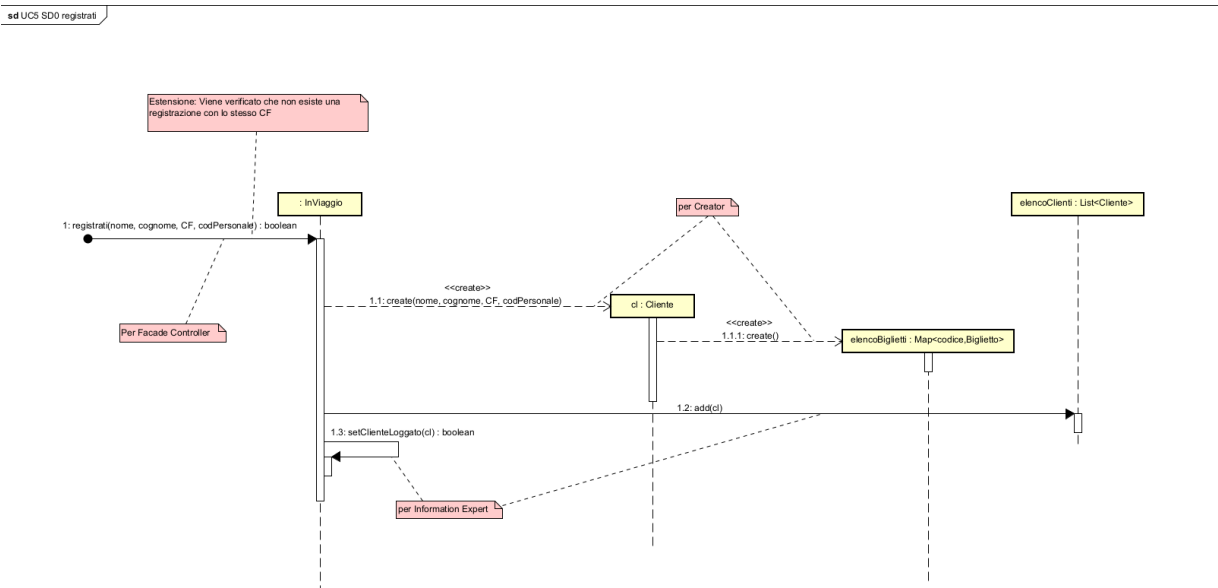 sd UC5 SD0 registrati
Estensione: Viene verificato che non esiste una
registrazione con lo stesso CF
: InViaggio
per Creator
elencoClienti : List<Cliente>
1: registrati(nome, cognome, CF, codPersonale) : boolean
<<create>>
1.1: create(nome, cognome, CF, codPersonale)
cl : Cliente
<<create>>
1.1.1: create()
Per Facade Controller
elencoBiglietti : Map<codice,Biglietto>
1.2: add(cl)
1.3: setClienteLoggato(cl) : boolean
per Information Expert